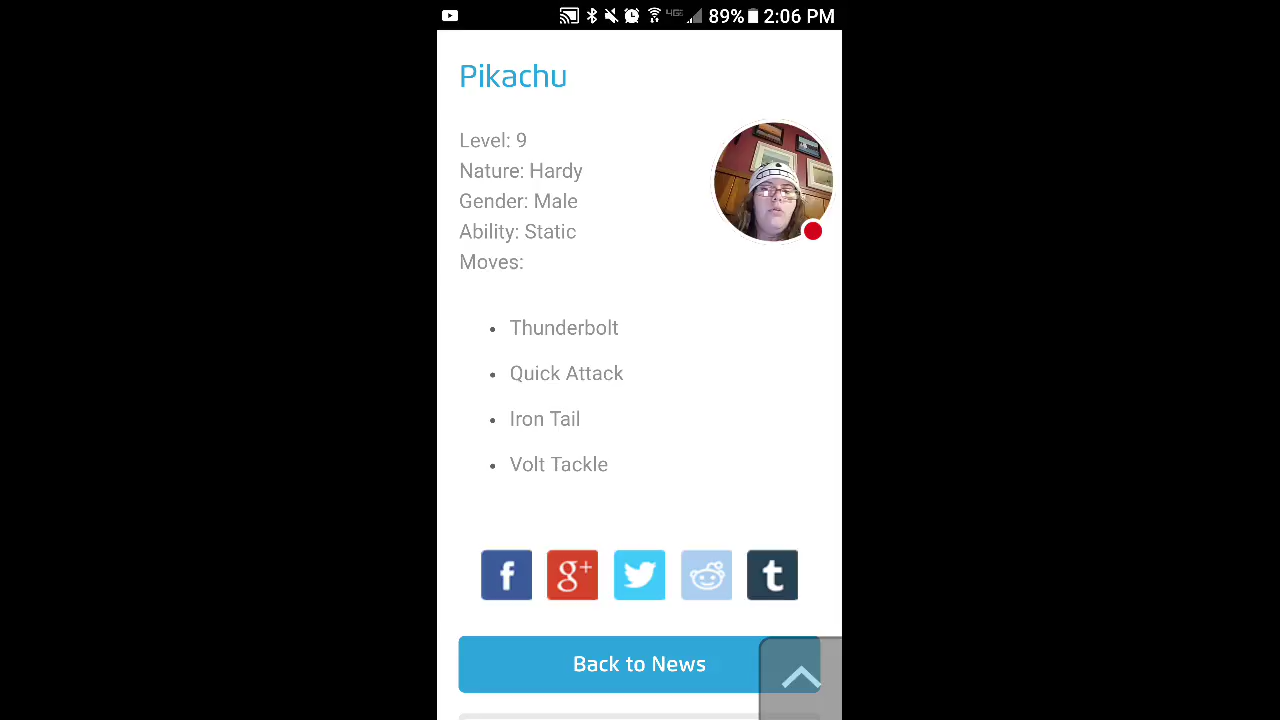 89% 2:06 PM
Pikachu
Level: 9
Nature: Hardy
Gender: Male
Ability: Static
Moves:
• Thunderbolt
• Quick Attack
• Iron Tail
• Volt Tackle
f g+ t
Back to News